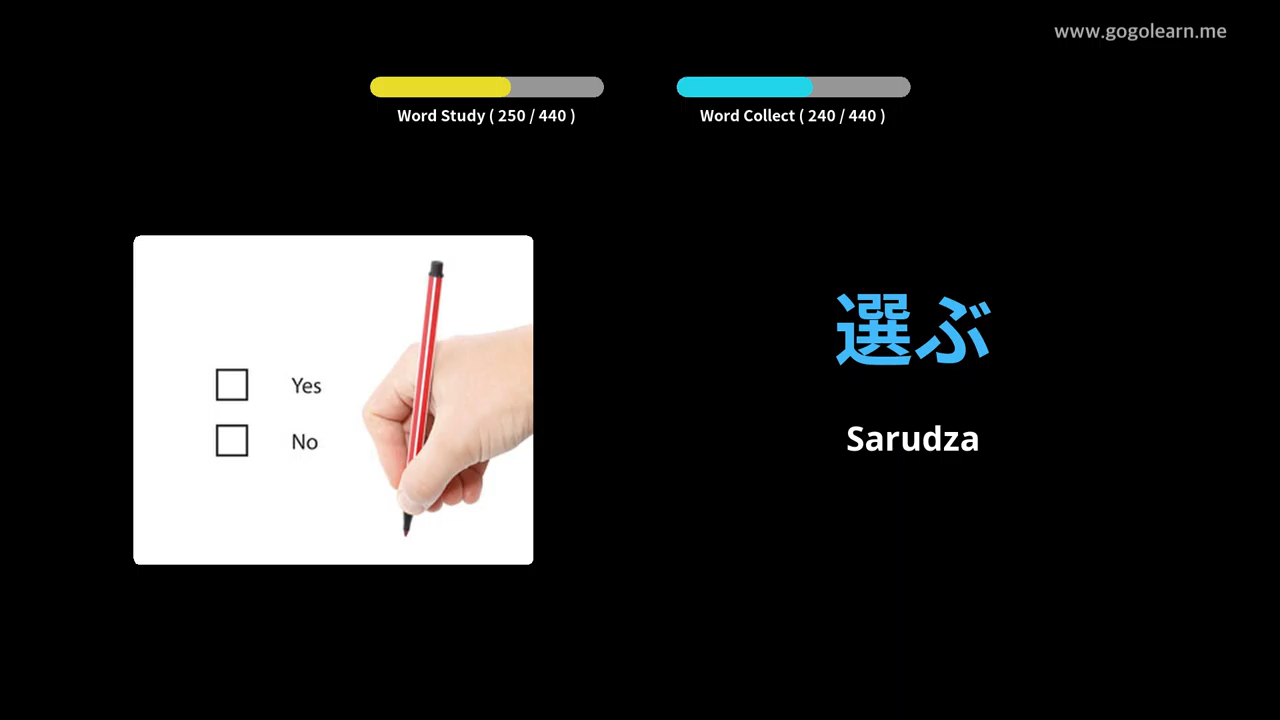 www.gogolearn.me
Word Study ( 250 / 440 )
Word Collect ( 240 / 440 )
Yes
No
選ぶ
Sarudza